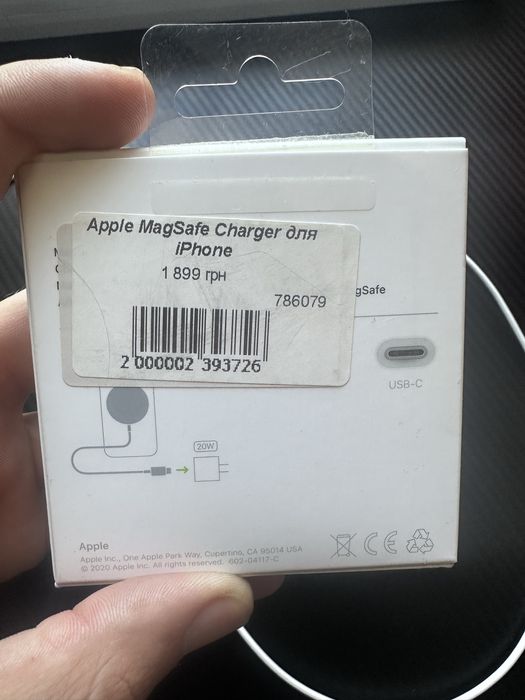 Apple MagSafe Charger для
iPhone
1 899 грн
786079
2 000002 393726
gSafe
USB-C
20W
Apple
Apple Inc., One Apple Park Way, Cupertino, CA 95014 USA
© 2020 Apple Inc. All rights reserved. 602-04117-C